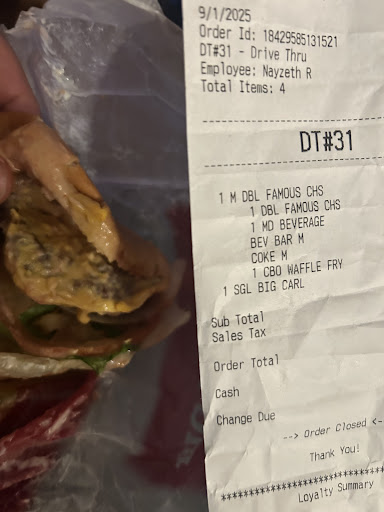 9/1/2025
Order Id: 18429585131521
DT#31 - Drive Thru
Employee: Nayzeth R
Total Items: 4
DT#31
1 M DBL FAMOUS CHS
1 DBL FAMOUS CHS
1 MD BEVERAGE
BEV BAR M
COKE M
1 CBO WAFFLE FRY
1 SGL BIG CARL
Sub Total
Sales Tax
Order Total
Cash
Change Due
--> Order Closed <-
Thank You!
Loyalty Summary